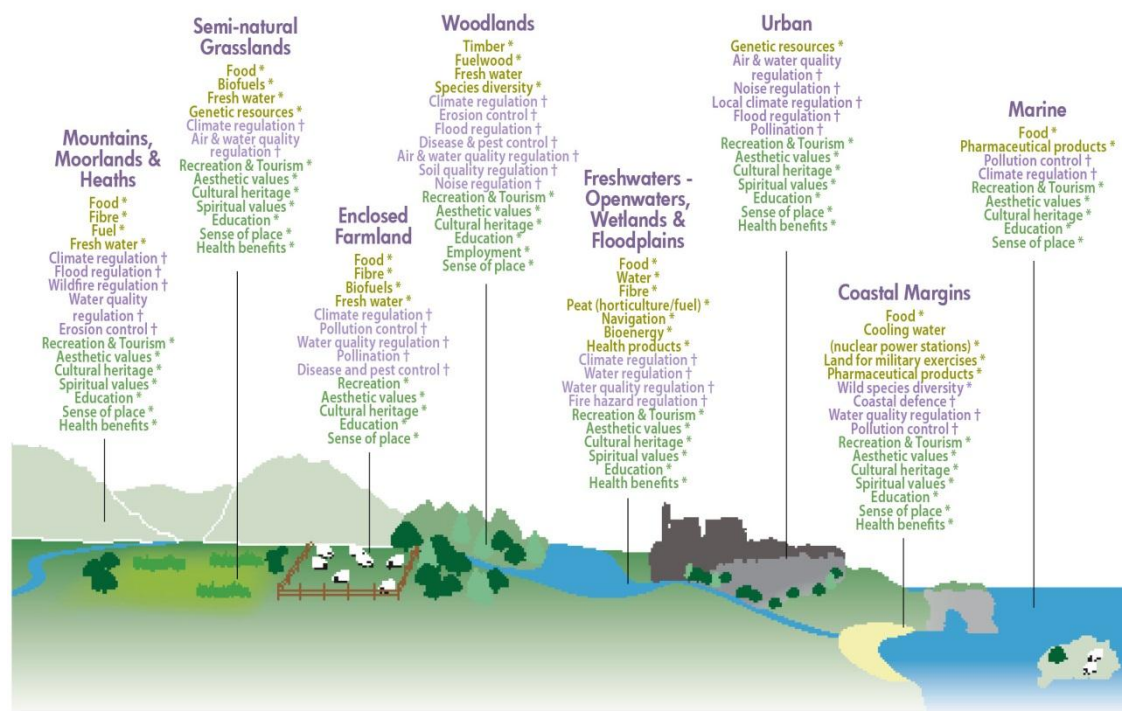 Mountains,
Moorlands &
Heaths
Food *
Fibre *
Fuel *
Fresh water *
Climate regulation †
Flood regulation †
Wildfire regulation †
Water quality
regulation †
Erosion control †
Recreation & Tourism *
Aesthetic values *
Cultural heritage *
Spiritual values *
Education *
Sense of place *
Health benefits *
Semi-natural
Grasslands
Food *
Biofuels *
Fresh water *
Genetic resources *
Climate regulation †
Air & water quality
regulation †
Recreation & Tourism *
Aesthetic values *
Cultural heritage *
Spiritual values *
Education *
Sense of place *
Health benefits *
Enclosed
Farmland
Food *
Fibre *
Biofuels *
Fresh water *
Climate regulation †
Pollution control †
Water quality regulation †
Pollination †
Disease and pest control †
Recreation *
Aesthetic values *
Cultural heritage *
Education *
Sense of place *
Woodlands
Timber *
Fuelwood *
Fresh water
Species diversity *
Climate regulation †
Erosion control †
Flood regulation †
Disease & pest control †
Air & water quality regulation †
Soil quality regulation †
Noise regulation †
Recreation & Tourism *
Aesthetic values *
Cultural heritage *
Education *
Employment *
Sense of place *
Freshwaters -
Openwaters,
Wetlands &
Floodplains
Food *
Water *
Fibre *
Peat (horticulture/fuel) *
Navigation *
Bioenergy *
Health products *
Climate regulation †
Water regulation †
Water quality regulation †
Fire hazard regulation †
Recreation & Tourism *
Aesthetic values *
Cultural heritage *
Spiritual values *
Education *
Health benefits *
Urban
Genetic resources *
Air & water quality
regulation †
Noise regulation †
Local climate regulation †
Flood regulation †
Pollination †
Recreation & Tourism *
Aesthetic values *
Cultural heritage *
Spiritual values *
Education *
Sense of place *
Health benefits *
Coastal Margins
Food *
Cooling water
(nuclear power stations) *
Land for military exercises *
Pharmaceutical products *
Wild species diversity *
Coastal defence †
Water quality regulation †
Pollution control †
Recreation & Tourism *
Aesthetic values *
Cultural heritage *
Spiritual values *
Education *
Sense of place *
Health benefits *
Marine
Food *
Pharmaceutical products *
Pollution control †
Climate regulation †
Recreation & Tourism *
Aesthetic values *
Cultural heritage *
Education *
Sense of place *